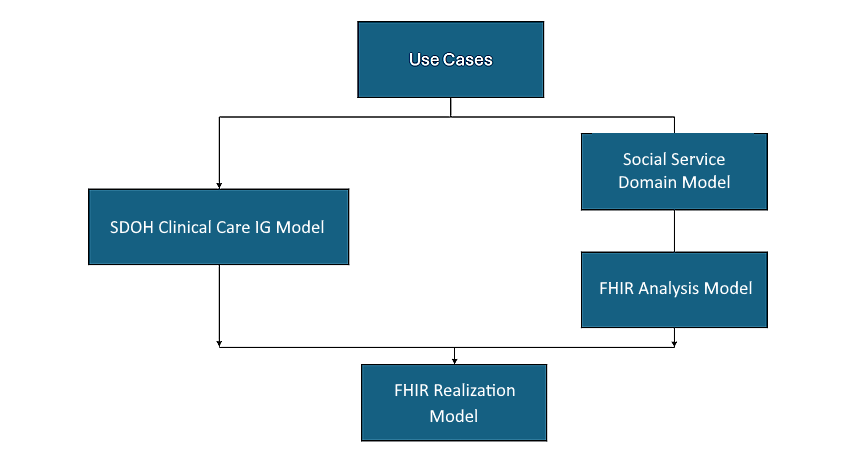 Use Cases
Social Service
Domain Model
SDOH Clinical Care IG Model
FHIR Analysis Model
FHIR Realization
Model